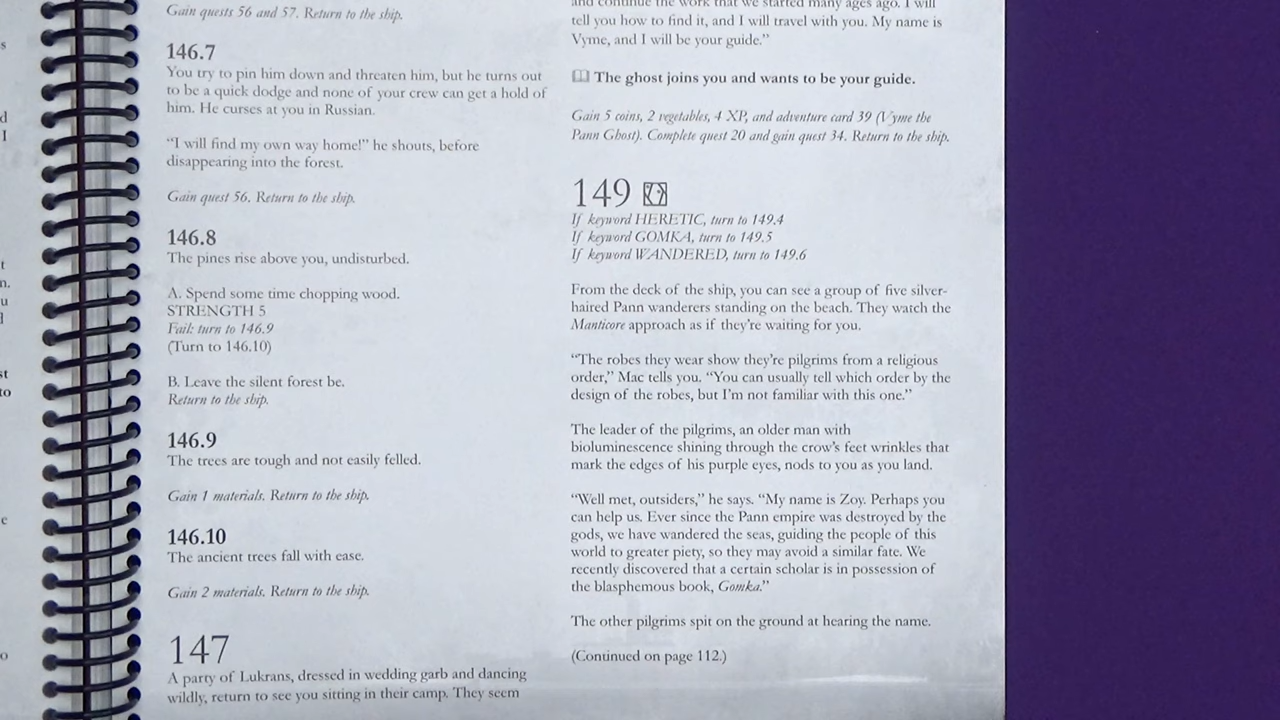 s
d
I
t
n.
u
st
to
e
o
Gain quests 56 and 57. Return to the ship.
146.7
You try to pin him down and threaten him, but he turns out
to be a quick dodge and none of your crew can get a hold of
him. He curses at you in Russian.
“I will find my own way home!” he shouts, before
disappearing into the forest.
Gain quest 56. Return to the ship.
146.8
The pines rise above you, undisturbed.
A. Spend some time chopping wood.
STRENGTH 5
Fail: turn to 146.9
(Turn to 146.10)
B. Leave the silent forest be.
Return to the ship.
146.9
The trees are tough and not easily felled.
Gain 1 materials. Return to the ship.
146.10
The ancient trees fall with ease.
Gain 2 materials. Return to the ship.
147
A party of Lukrans, dressed in wedding garb and dancing
wildly, return to see you sitting in their camp. They seem
and continue the work that we started many ages ago. I will
tell you how to find it, and I will travel with you. My name is
Vyme, and I will be your guide.”
The ghost joins you and wants to be your guide.
Gain 5 coins, 2 vegetables, 4 XP, and adventure card 39 (Vyme the
Pann Ghost). Complete quest 20 and gain quest 34. Return to the ship.
149
If keyword HERETIC, turn to 149.4
If keyword GOMKA, turn to 149.5
If keyword WANDERED, turn to 149.6
From the deck of the ship, you can see a group of five silver-
haired Pann wanderers standing on the beach. They watch the
Manticore approach as if they’re waiting for you.
“The robes they wear show they’re pilgrims from a religious
order,” Mac tells you. “You can usually tell which order by the
design of the robes, but I’m not familiar with this one.”
The leader of the pilgrims, an older man with
bioluminescence shining through the crow’s feet wrinkles that
mark the edges of his purple eyes, nods to you as you land.
“Well met, outsiders,” he says. “My name is Zoy. Perhaps you
can help us. Ever since the Pann empire was destroyed by the
gods, we have wandered the seas, guiding the people of this
world to greater piety, so they may avoid a similar fate. We
recently discovered that a certain scholar is in possession of
the blasphemous book, Gomka.”
The other pilgrims spit on the ground at hearing the name.
(Continued on page 112.)